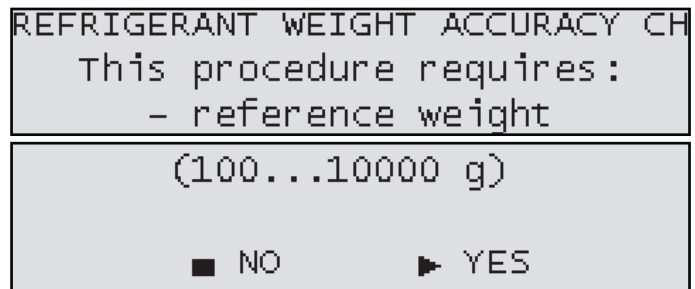 REFRIGERANT WEIGHT ACCURACY CH
This procedure requires:
– reference weight
(100...10000 g)
■ NO ► YES